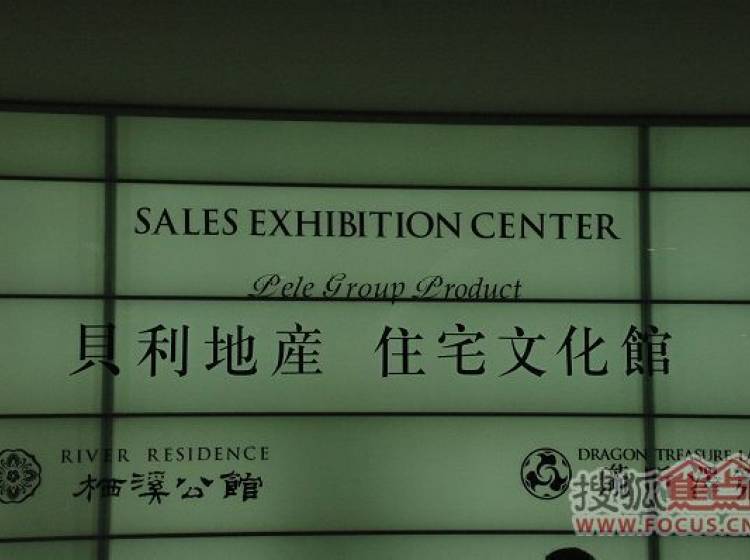 SALES EXHIBITION CENTER
Pele Group Product
貝利地産 住宅文化館
RIVER RESIDENCE
栖溪公館
DRAGON TREASURE
搜狐焦点
WWW.FOCUS.CN